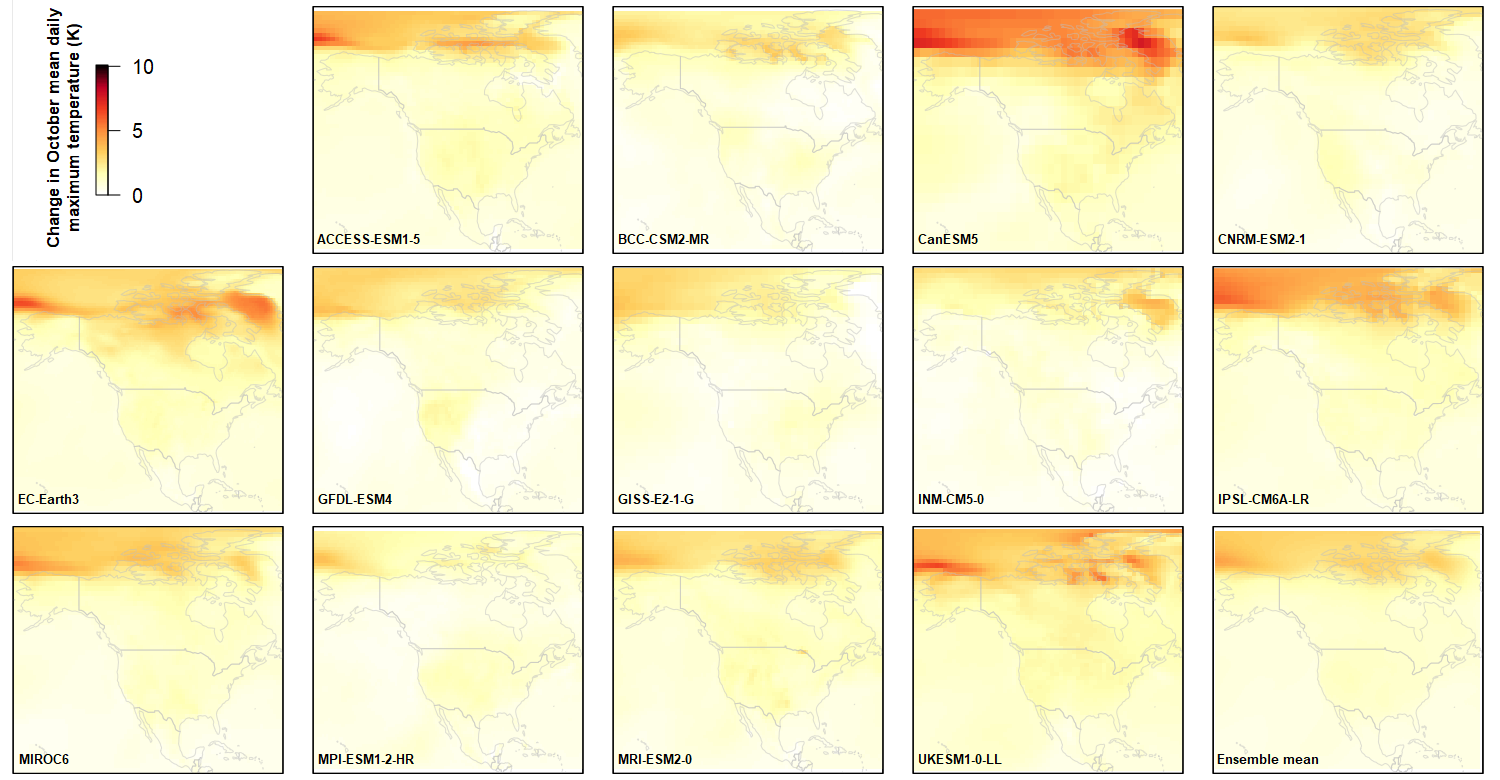 Change in October mean daily
maximum temperature (K)
10
5
0
ACCESS-ESM1-5
BCC-CSM2-MR
CanESM5
CNRM-ESM2-1
EC-Earth3
GFDL-ESM4
GISS-E2-1-G
INM-CM5-0
IPSL-CM6A-LR
MIROC6
MPI-ESM1-2-HR
MRI-ESM2-0
UKESM1-0-LL
Ensemble mean